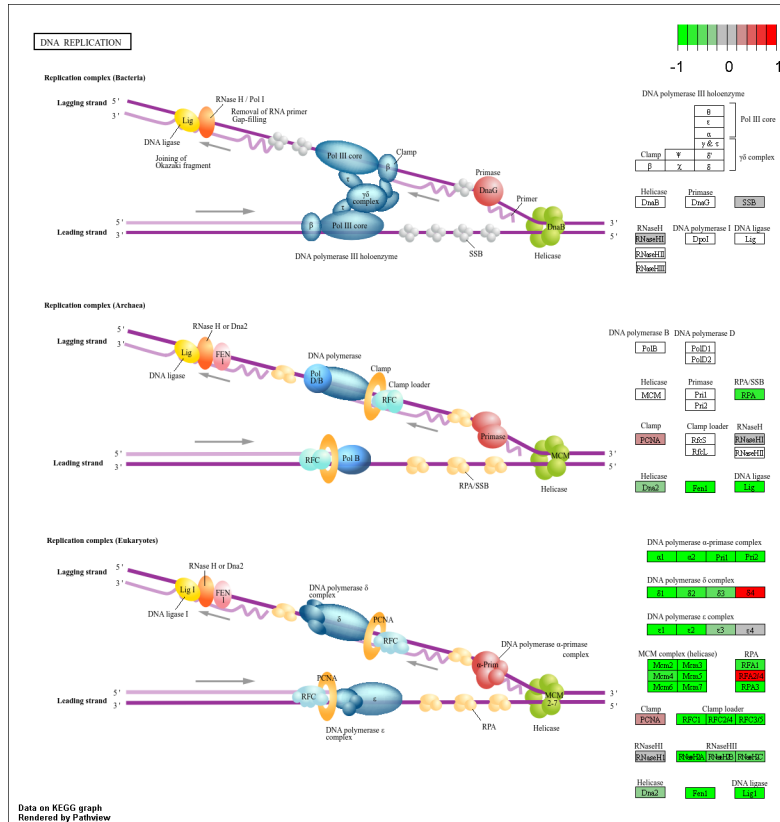 DNA REPLICATION
-1 0 1
Replication complex (Bacteria)
Lagging strand
5'
3'
Lig
RNase H / Pol I
Removal of RNA primer
Gap-filling
DNA ligase
Joining of
Okazaki fragment
Pol III core
Clamp
β
τ
γδ
complex
τ
Primase
DnaG
Primer
DnaB
Helicase
5'
3'
Leading strand
β
Pol III core
SSB
DNA polymerase III holoenzyme
3'
5'
DNA polymerase III holoenzyme
θ
ε
α
γ & τ
Clamp Ψ δ'
β χ δ
Pol III core
γδ complex
Helicase Primase
DnaB DnaG SSB
RNaseH DNA polymerase I DNA ligase
RNaseHI DpoI Lig
RNaseHII
RNaseHIII
Replication complex (Archaea)
Lagging strand
5'
3'
Lig
RNase H or Dna2
FEN
1
DNA ligase
DNA polymerase
Pol
D/B
Clamp
Clamp loader
RFC
Primase
MCM
Helicase
5'
3'
Leading strand
RFC
Pol B
RPA/SSB
3'
5'
DNA polymerase B DNA polymerase D
PolB PolD1
PolD2
Helicase Primase RPA/SSB
MCM Pri1 RPA
Pri2
Clamp Clamp loader RNaseH
PCNA RfcS RNaseHI
RfcL RNaseHII
Helicase DNA ligase
Dna2 Fen1 Lig
Replication complex (Eukaryotes)
Lagging strand
5'
3'
Lig I
RNase H or Dna2
FEN
1
DNA ligase I
DNA polymerase δ
complex
δ
PCNA
RFC
α-Prim
DNA polymerase α-primase
complex
MCM
2-7
Helicase
5'
3'
Leading strand
PCNA
RFC
ε
DNA polymerase ε
complex
RPA
3'
5'
DNA polymerase α-primase complex
α1 α2 Pri1 Pri2
DNA polymerase δ complex
δ1 δ2 δ3 δ4
DNA polymerase ε complex
ε1 ε2 ε3 ε4
MCM complex (helicase) RPA
Mcm2 Mcm3 RFA1
Mcm4 Mcm5 RFA2/4
Mcm6 Mcm7 RFA3
Clamp Clamp loader
PCNA RFC1 RFC2/4 RFC3/5
RNaseHI RNaseHII
RNaseH1 RNaseH2A RNaseH2B RNaseH2C
Helicase DNA ligase
Dna2 Fen1 Lig1
Data on KEGG graph
Rendered by Pathview